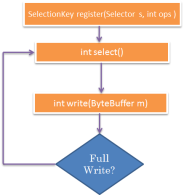 SelectionKey register(Selector s, int ops )
int select()
int write(ByteBuffer m)
Full
Write?